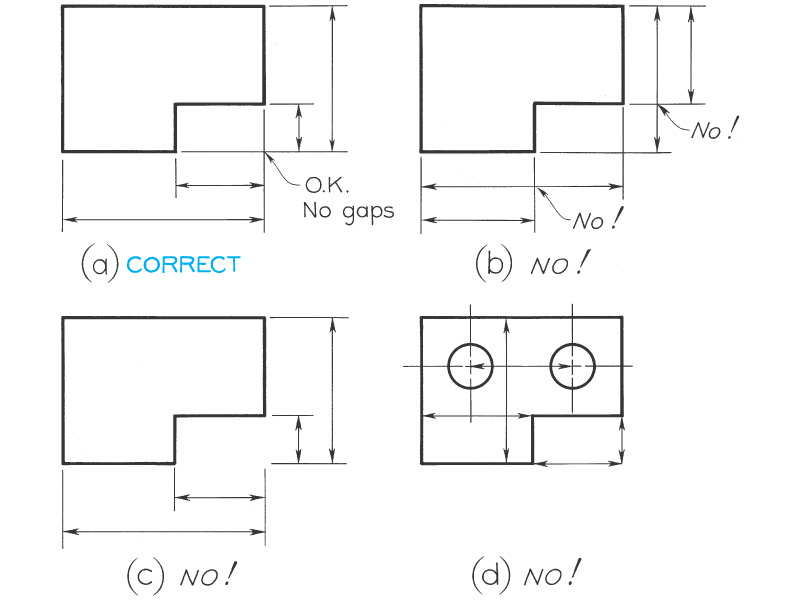 O.K.
No gaps
(a) CORRECT
No!
No!
(b) NO!
(c) NO!
(d) NO!